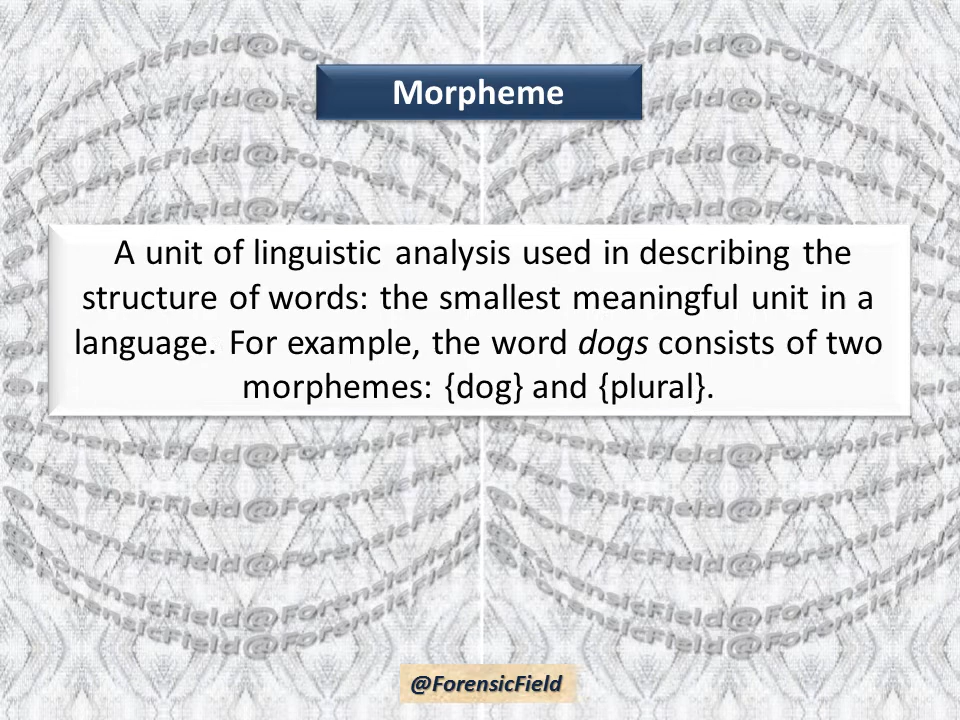 Morpheme
A unit of linguistic analysis used in describing the
structure of words: the smallest meaningful unit in a
language. For example, the word dogs consists of two
morphemes: {dog} and {plural}.
@ForensicField